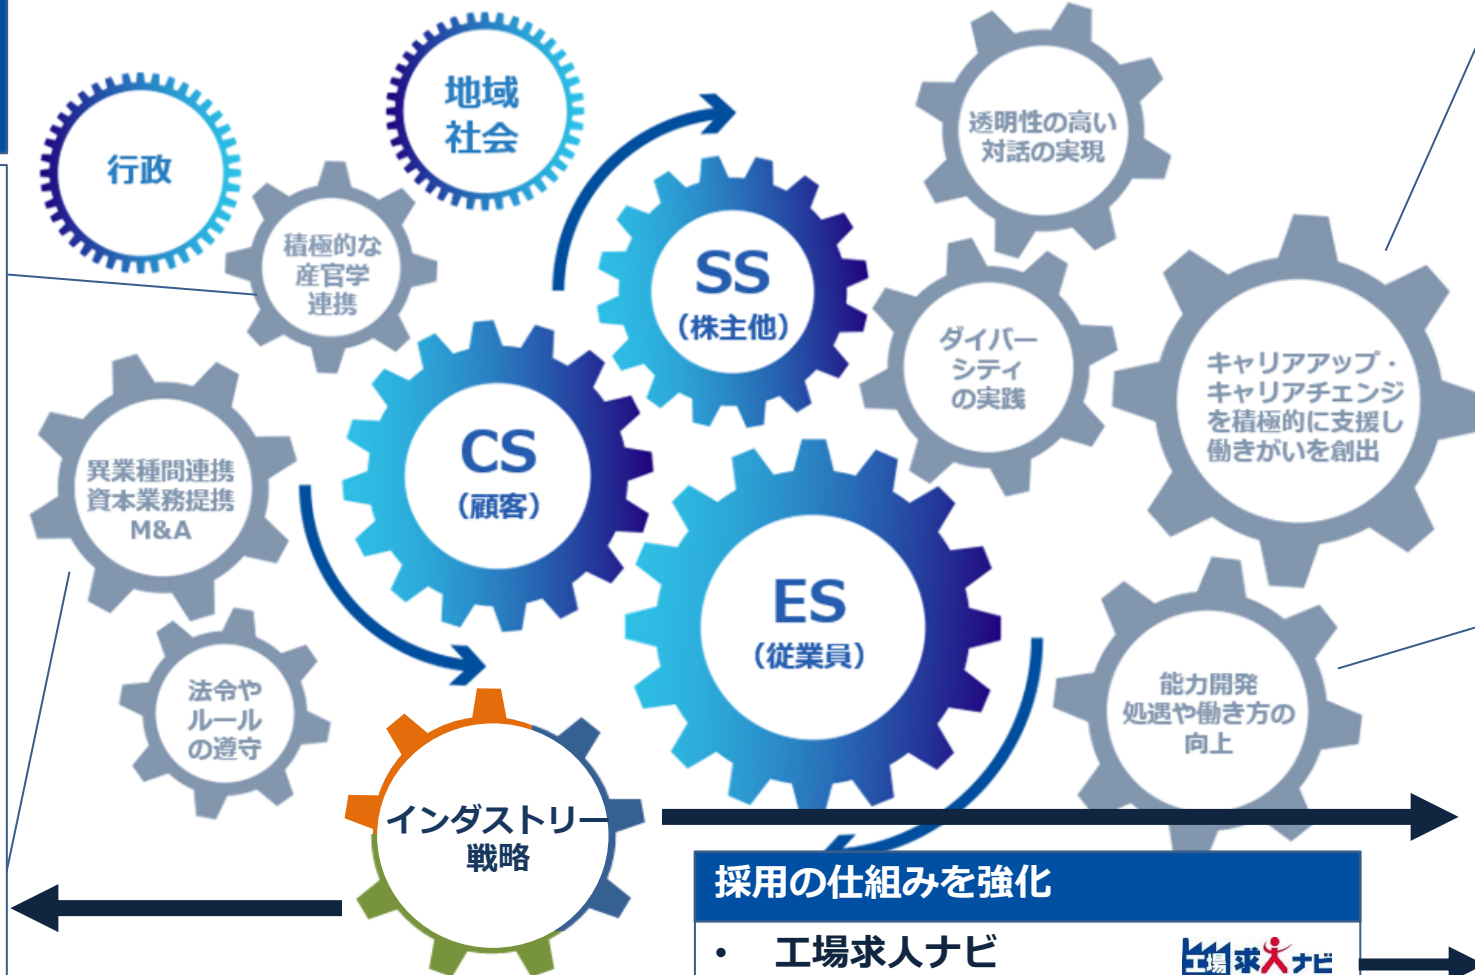 行政
地域
社会
積極的な
産官学
連携
透明性の高い
対話の実現
SS
（株主他）
ダイバー
シティ
の実践
キャリアアップ・
キャリアチェンジ
を積極的に支援し
働きがいを創出
CS
（顧客）
異業種間連携
資本業務提携
M&A
ES
（従業員）
法令や
ルール
の遵守
能力開発
処遇や働き方の
向上
インダストリー
戦略
採用の仕組みを強化
• 工場求人ナビ
工場求人ナビ